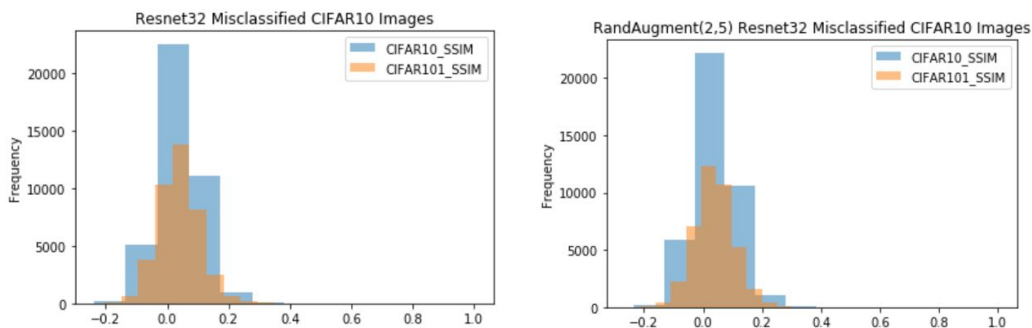 Resnet32 Misclassified CIFAR10 Images
CIFAR10_SSIM
CIFAR101_SSIM
Frequency
20000
15000
10000
5000
0
−0.2 0.0 0.2 0.4 0.6 0.8 1.0
RandAugment(2,5) Resnet32 Misclassified CIFAR10 Images
CIFAR10_SSIM
CIFAR101_SSIM
Frequency
20000
15000
10000
5000
0
−0.2 0.0 0.2 0.4 0.6 0.8 1.0